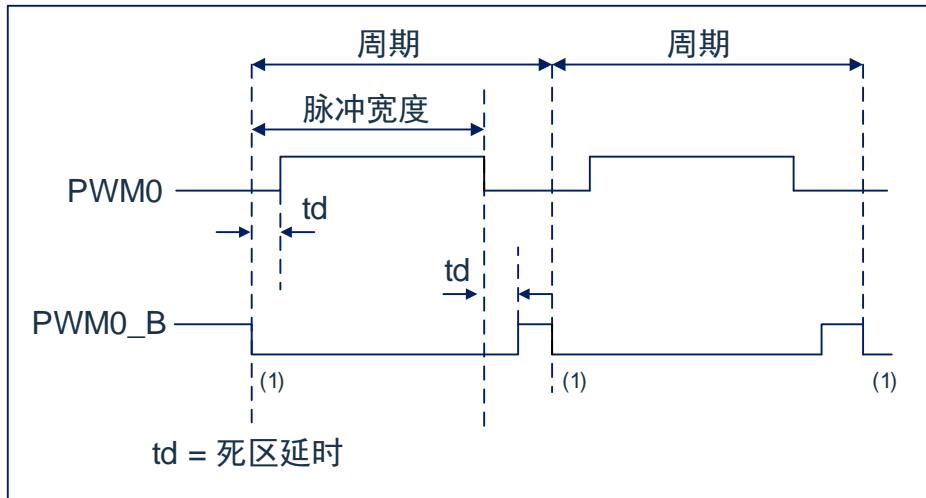 周期 周期
脉冲宽度
PWM0
td
td
PWM0_B
(1) (1) (1)
td = 死区延时